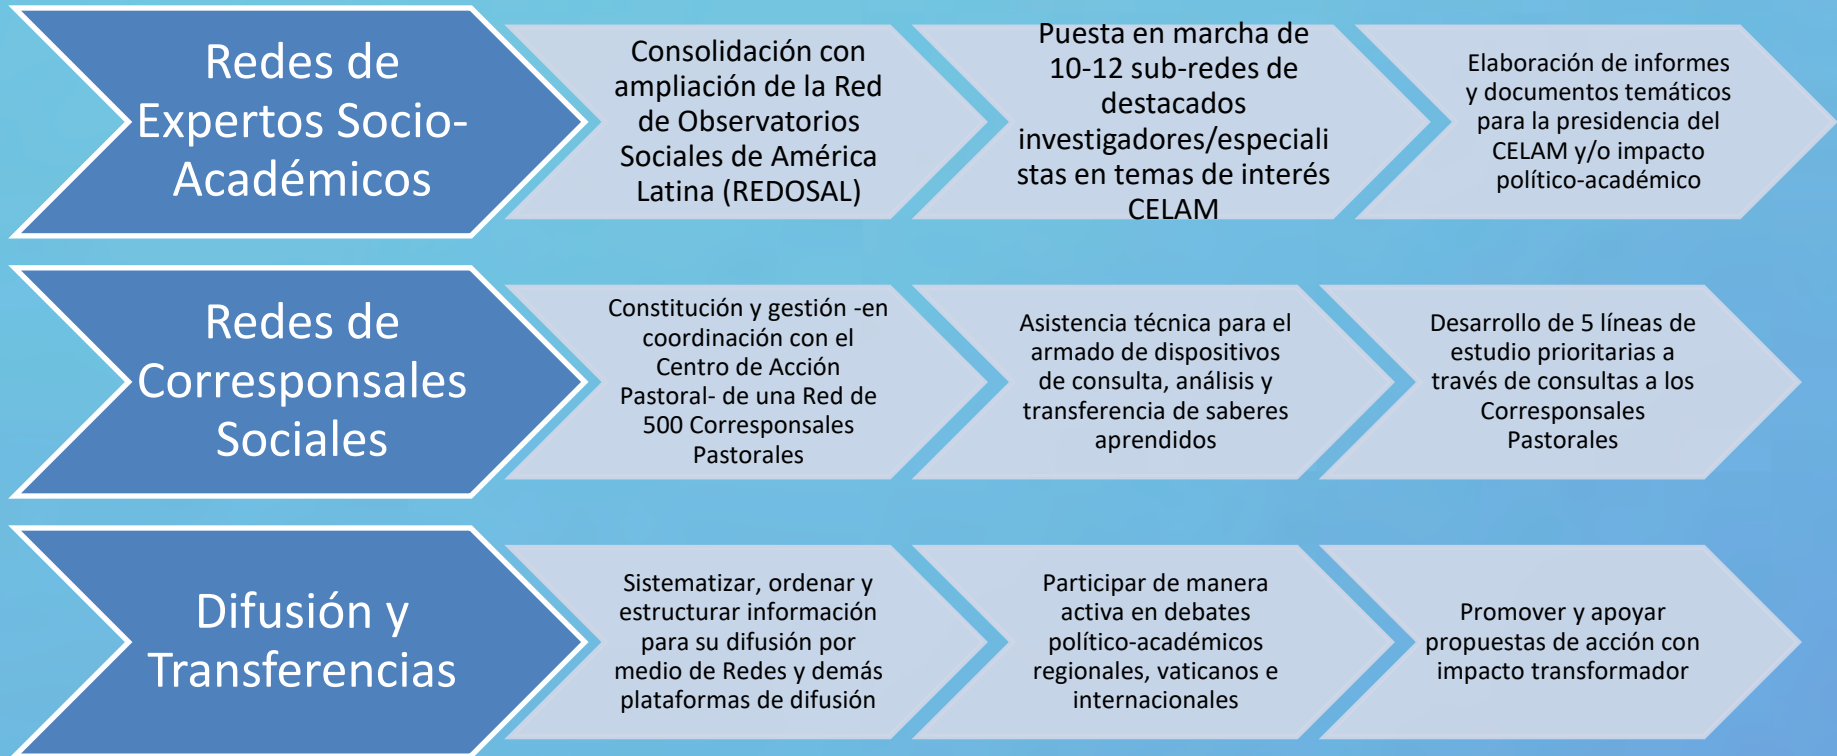 Redes de
Expertos Socio-
Académicos
Consolidación con
ampliación de la Red
de Observatorios
Sociales de América
Latina (REDOSAL)
Puesta en marcha de
10-12 sub-redes de
destacados
investigadores/especiali
stas en temas de interés
CELAM
Elaboración de informes
y documentos temáticos
para la presidencia del
CELAM y/o impacto
político-académico
Redes de
Corresponsales
Sociales
Constitución y gestión -en
coordinación con el
Centro de Acción
Pastoral- de una Red de
500 Corresponsales
Pastorales
Asistencia técnica para el
armado de dispositivos
de consulta, análisis y
transferencia de saberes
aprendidos
Desarrollo de 5 líneas de
estudio prioritarias a
través de consultas a los
Corresponsales
Pastorales
Difusión y
Transferencias
Sistematizar, ordenar y
estructurar información
para su difusión por
medio de Redes y demás
plataformas de difusión
Participar de manera
activa en debates
político-académicos
regionales, vaticanos e
internacionales
Promover y apoyar
propuestas de acción con
impacto transformador